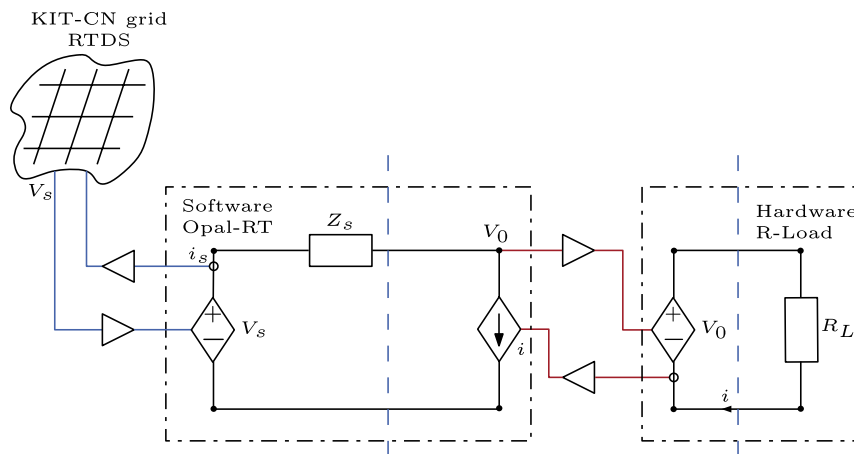 KIT-CN grid
RTDS
V_s
Software
Opal-RT
i_s
Z_s
V_0
+
−
V_s
i
Hardware
R-Load
+
−
V_0
R_L
i